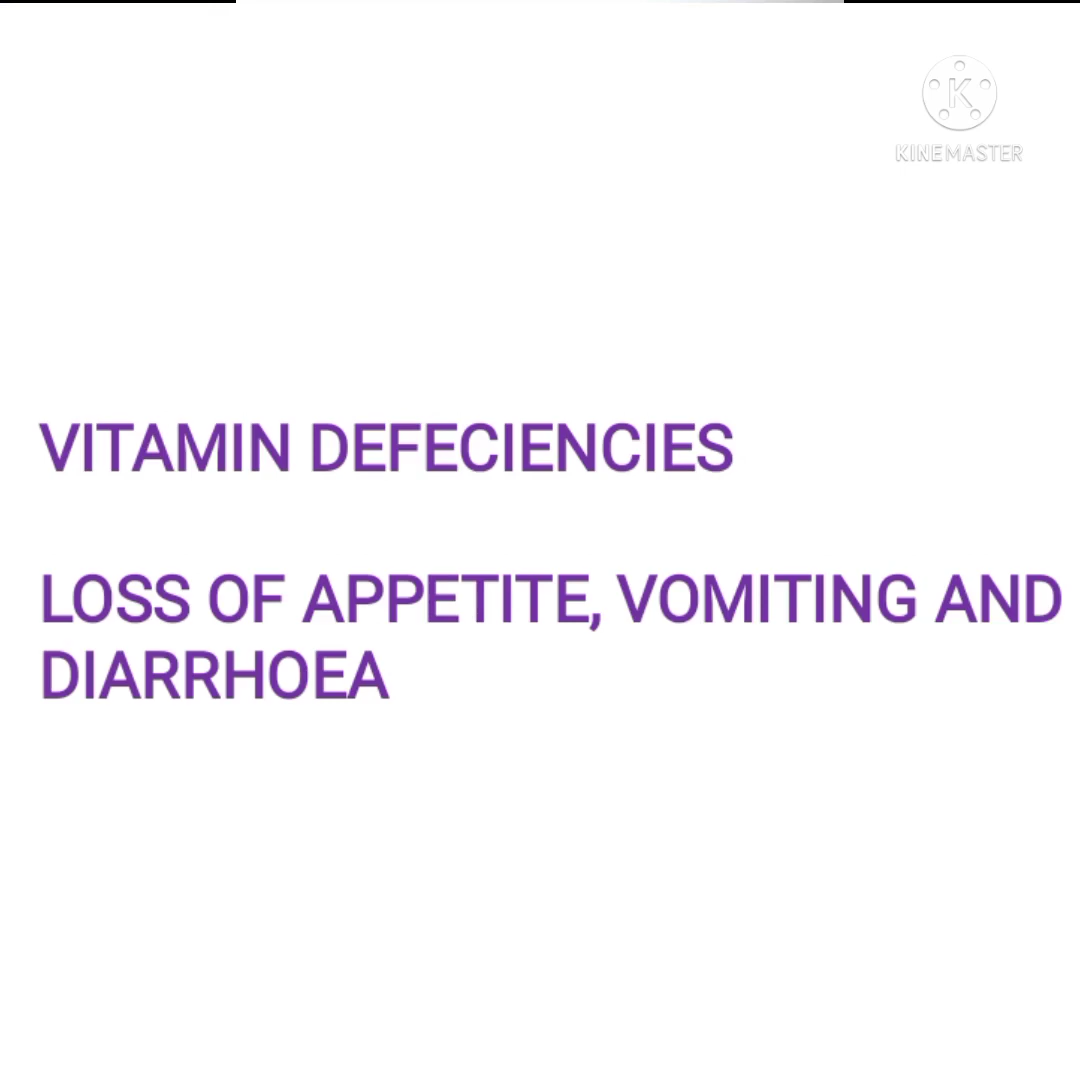 KINEMASTER
VITAMIN DEFECIENCIES
LOSS OF APPETITE, VOMITING AND
DIARRHOEA